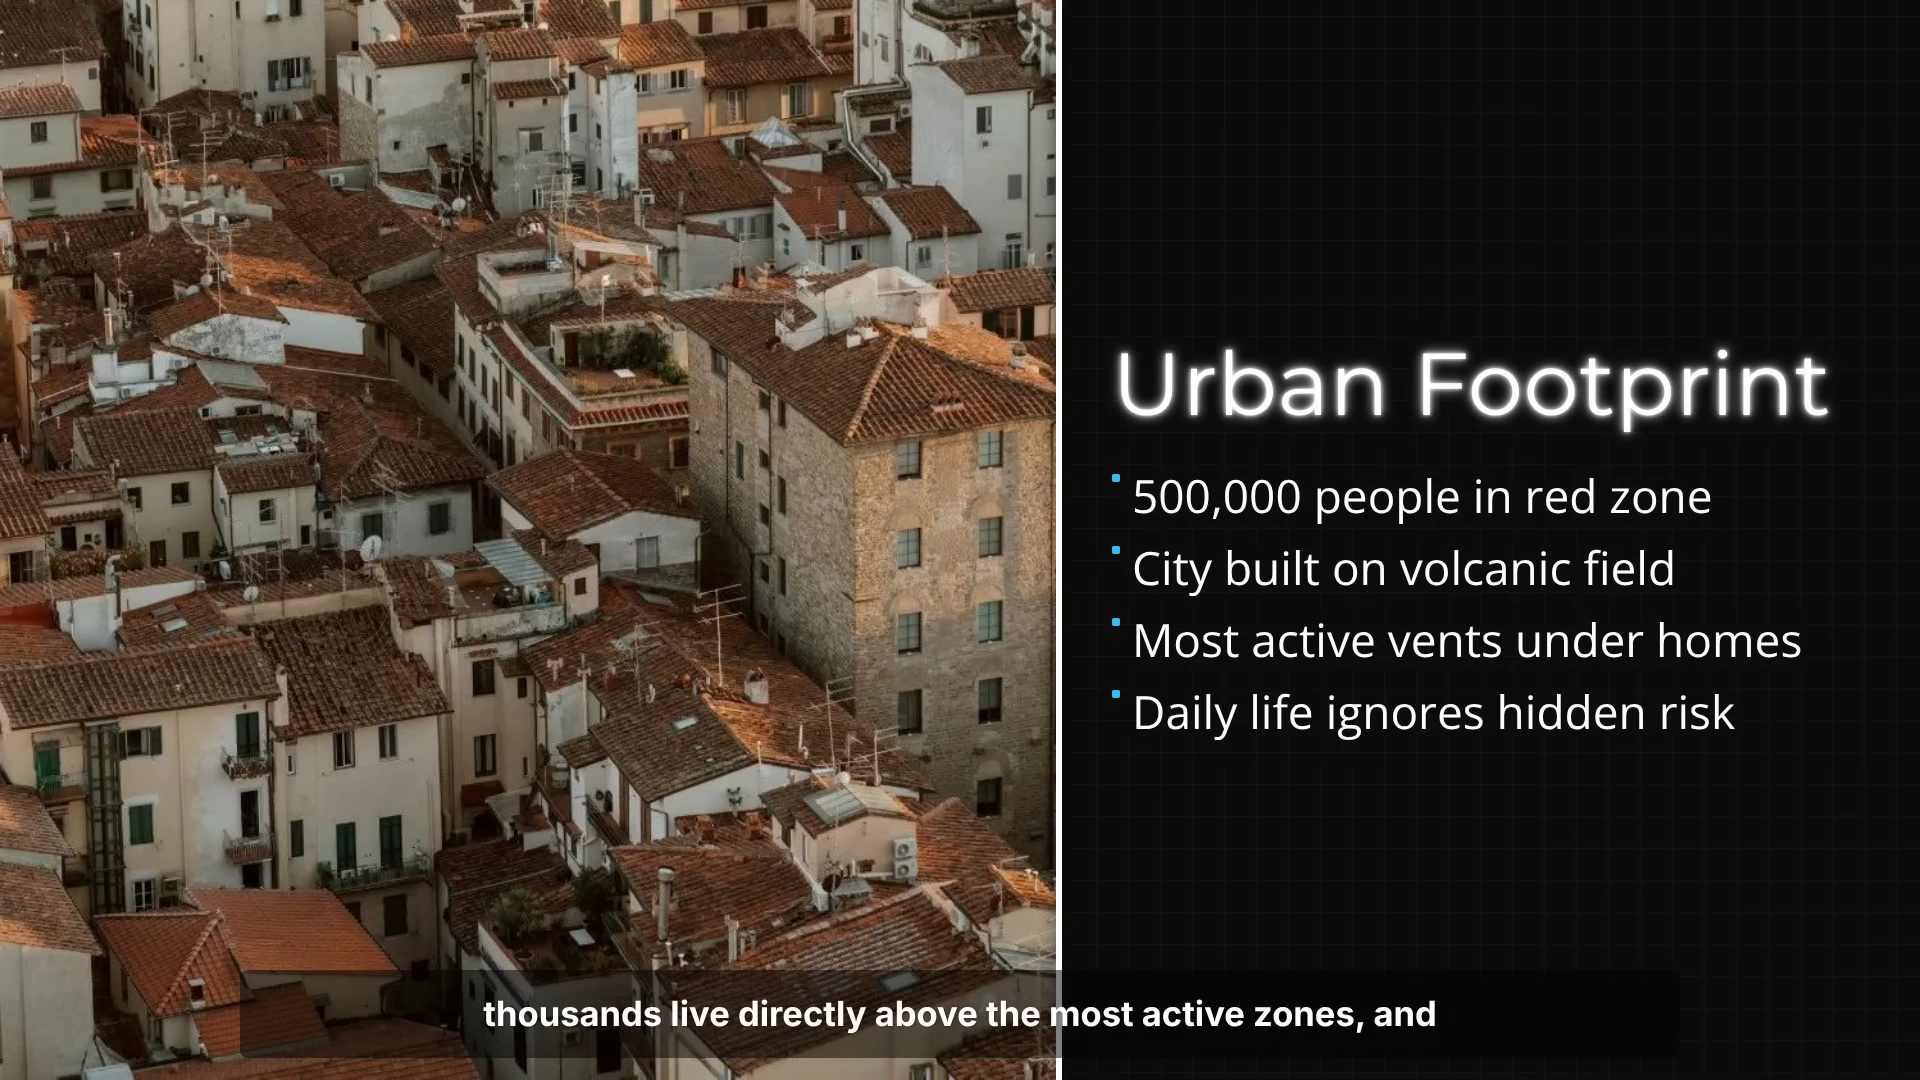 Urban Footprint
500,000 people in red zone
City built on volcanic field
Most active vents under homes
Daily life ignores hidden risk
thousands live directly above the most active zones, and